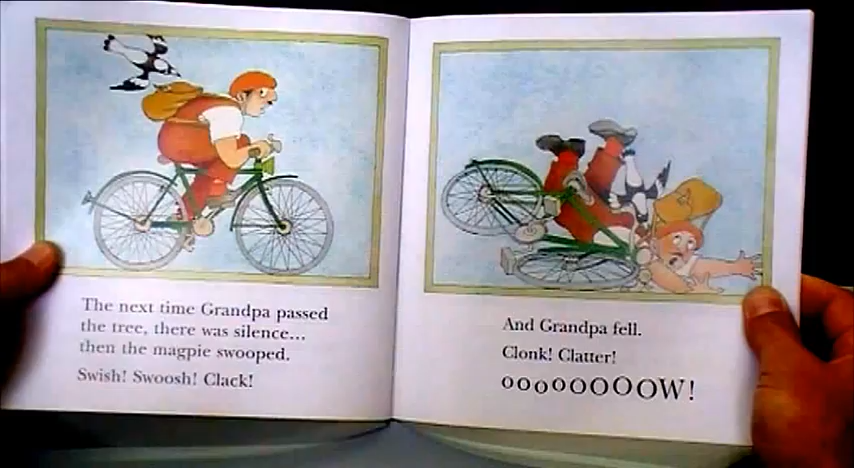 The next time Grandpa passed
the tree, there was silence...
then the magpie swooped.
Swish! Swoosh! Clack!
And Grandpa fell.
Clonk! Clatter!
ooooOOOOOW!